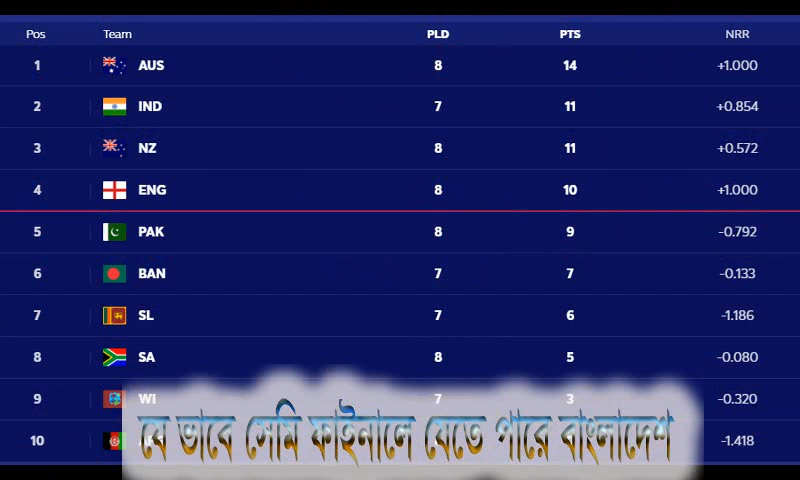 Pos Team PLD PTS NRR
1 AUS 8 14 +1.000
2 IND 7 11 +0.854
3 NZ 8 11 +0.572
4 ENG 8 10 +1.000
5 PAK 8 9 -0.792
6 BAN 7 7 -0.133
7 SL 7 6 -1.186
8 SA 8 5 -0.080
9 WI 7 3 -0.320
10 -1.418
যে ভাবে সেমি ফাইনালে যেতে পারে বাংলাদেশ